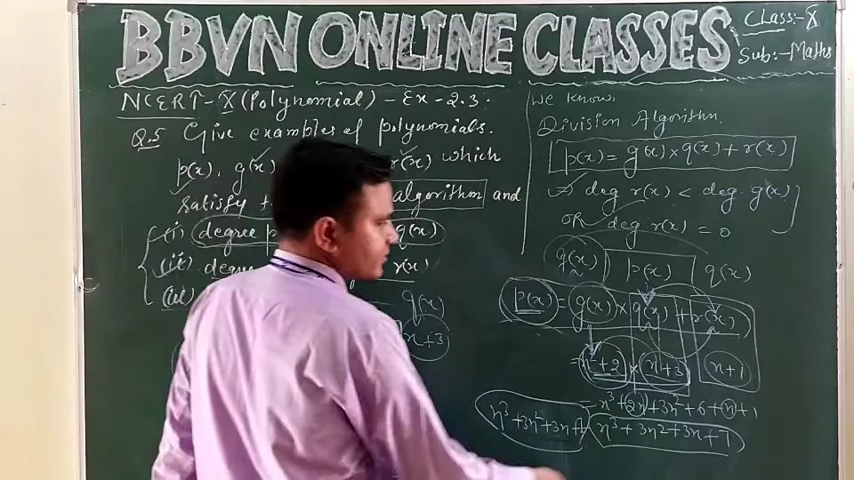 BBVN ONLINE CLASSES
Class:- X
Sub:- Maths
NCERT-X (Polynomial) - Ex-2.3:
Q.5 Give examples of polynomials.
p(x), g(x) r(x) which
satisfy algorithm and
(i) degree p q(x)
(ii) degree r(x)
(iii)
q(x)
x+3
We know,
Division Algorithm.
p(x) = g(x) × q(x) + r(x)
⇒ deg r(x) < deg. g(x)
OR deg r(x) = 0
g(x) p(x) q(x)
p(x) = g(x) × q(x) + r(x)
= x²+2 × x+3 x+1
= x³+2x+3x²+6+x+1
x³+3x²+3x+7 x³+3x²+3x+7